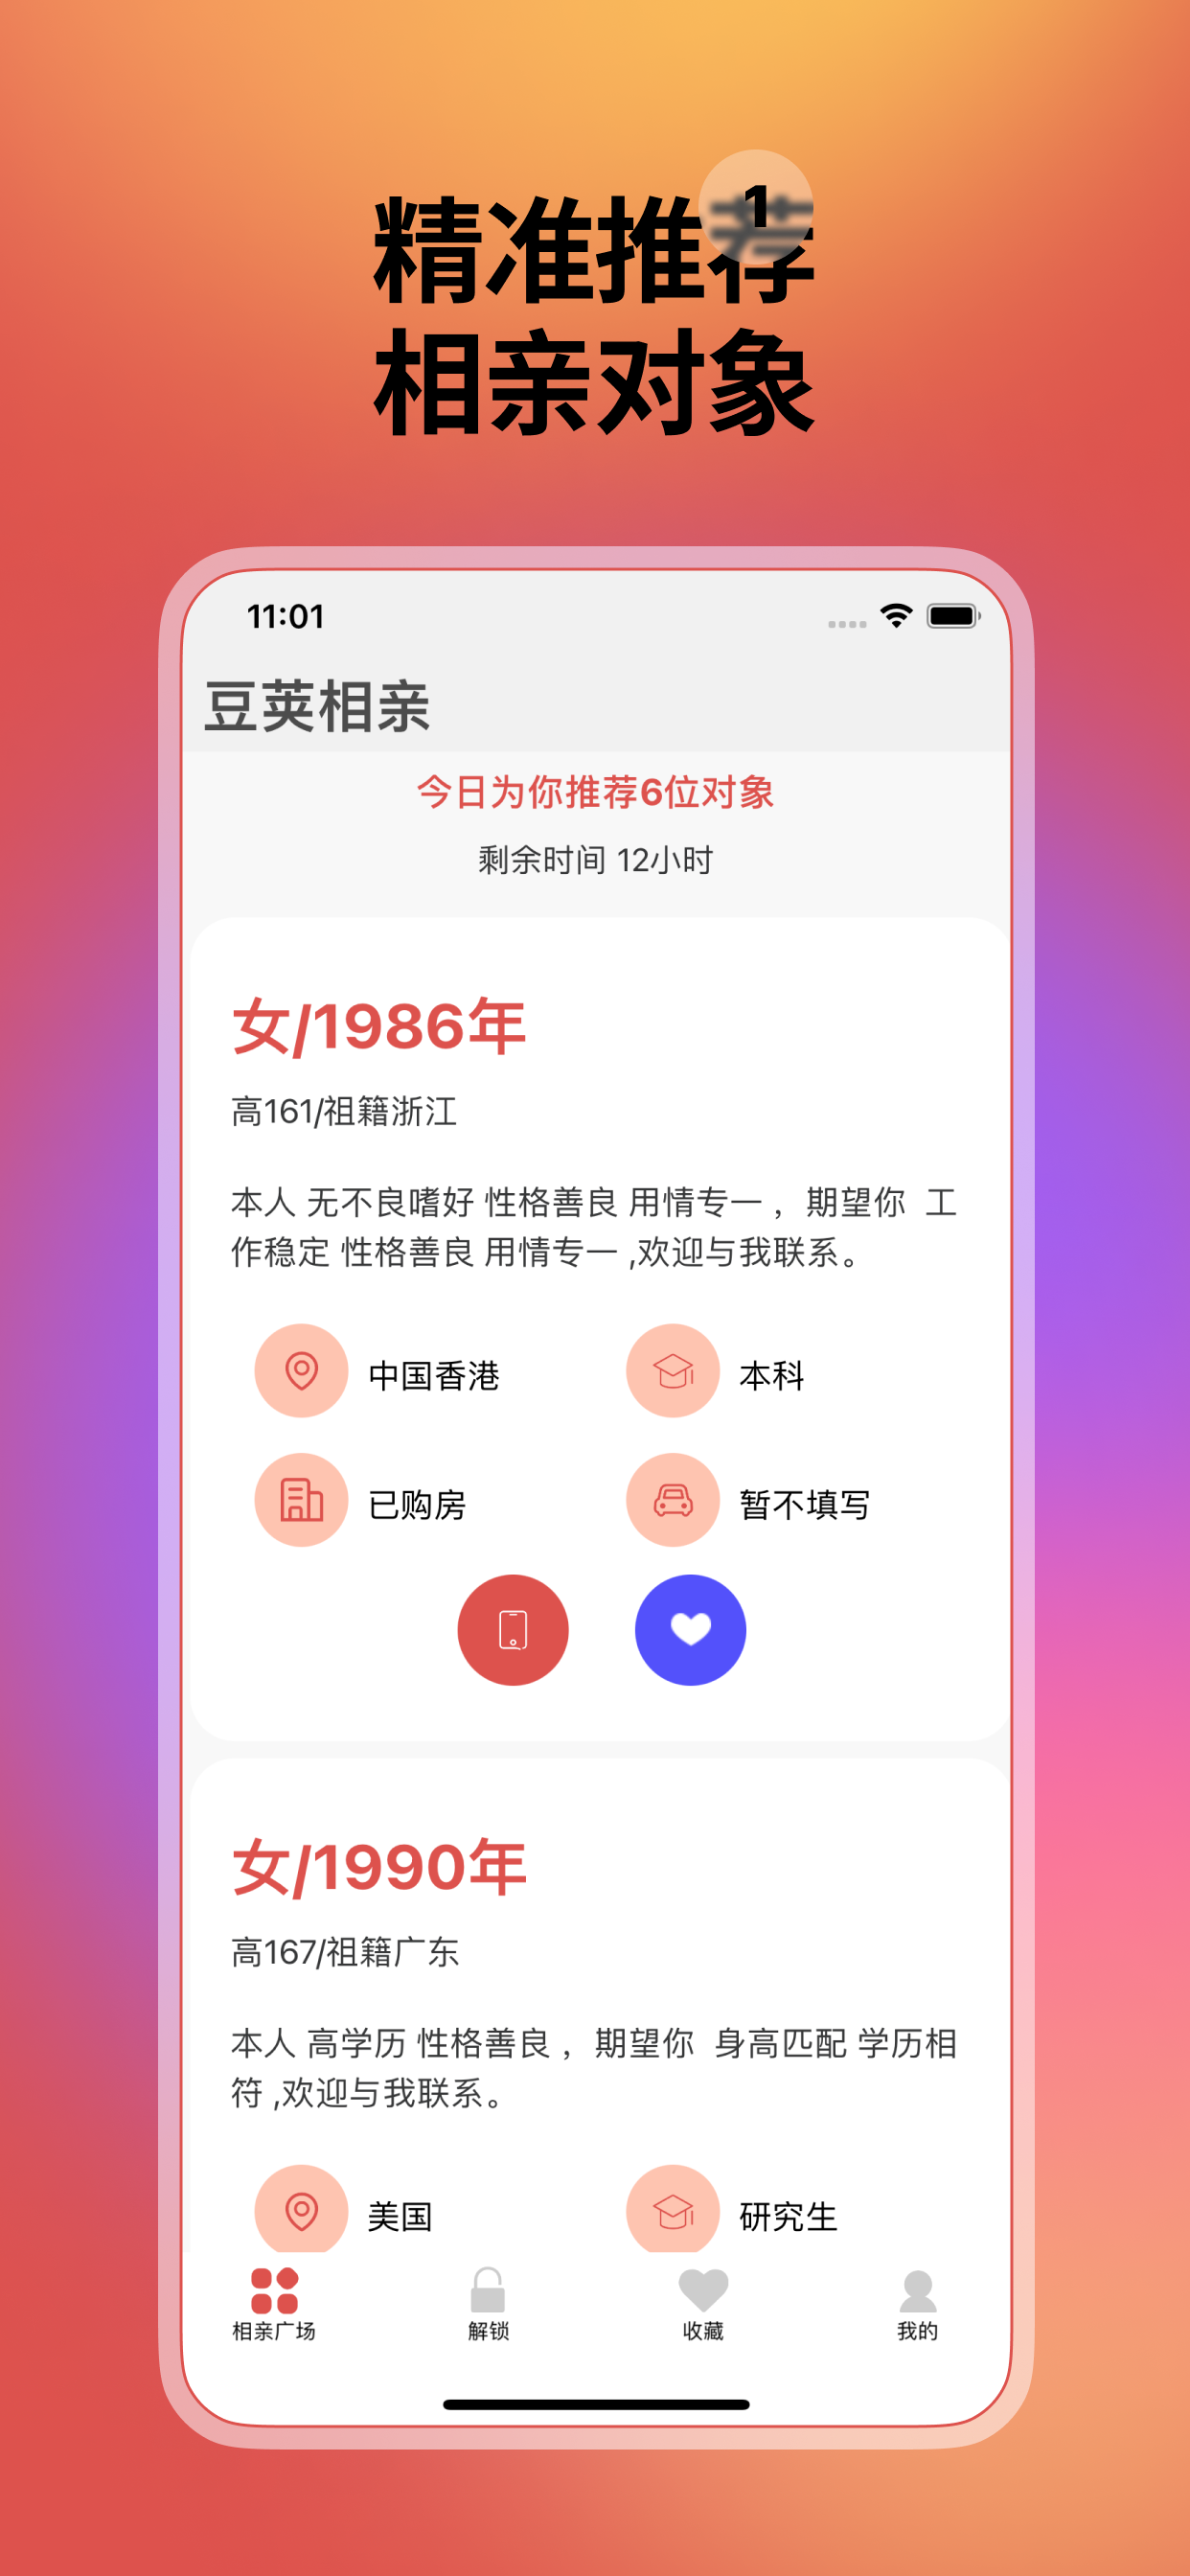 精准推荐
1
相亲对象
11:01
豆荚相亲
今日为你推荐6位对象
剩余时间 12小时
女/1986年
高161/祖籍浙江
本人 无不良嗜好 性格善良 用情专一 ，期望你  工
作稳定 性格善良 用情专一 ,欢迎与我联系。
中国香港
本科
已购房
暂不填写
女/1990年
高167/祖籍广东
本人 高学历 性格善良 ，期望你  身高匹配 学历相
符 ,欢迎与我联系。
美国
研究生
相亲广场
解锁
收藏
我的